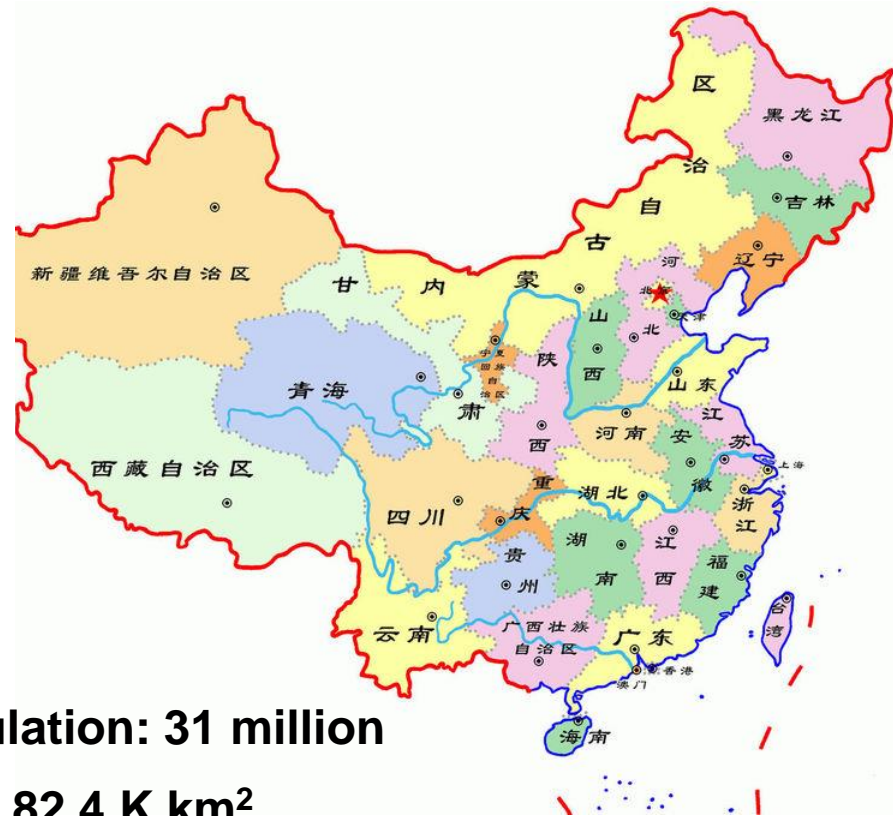 区
治
自
古
蒙
内
黑龙江
吉林
辽宁
河
北
北京
天津
新疆维吾尔自治区
甘
肃
青海
宁夏
回族
自
治区
山
西
陕
西
山东
河南
江
苏
安
徽
上海
西藏自治区
四川
重
庆
湖北
浙
江
湖
南
江
西
福
建
贵
州
云南
广西壮族
自治区
广东
香港
澳门
台
湾
海南
ulation: 31 million
82.4 K km²